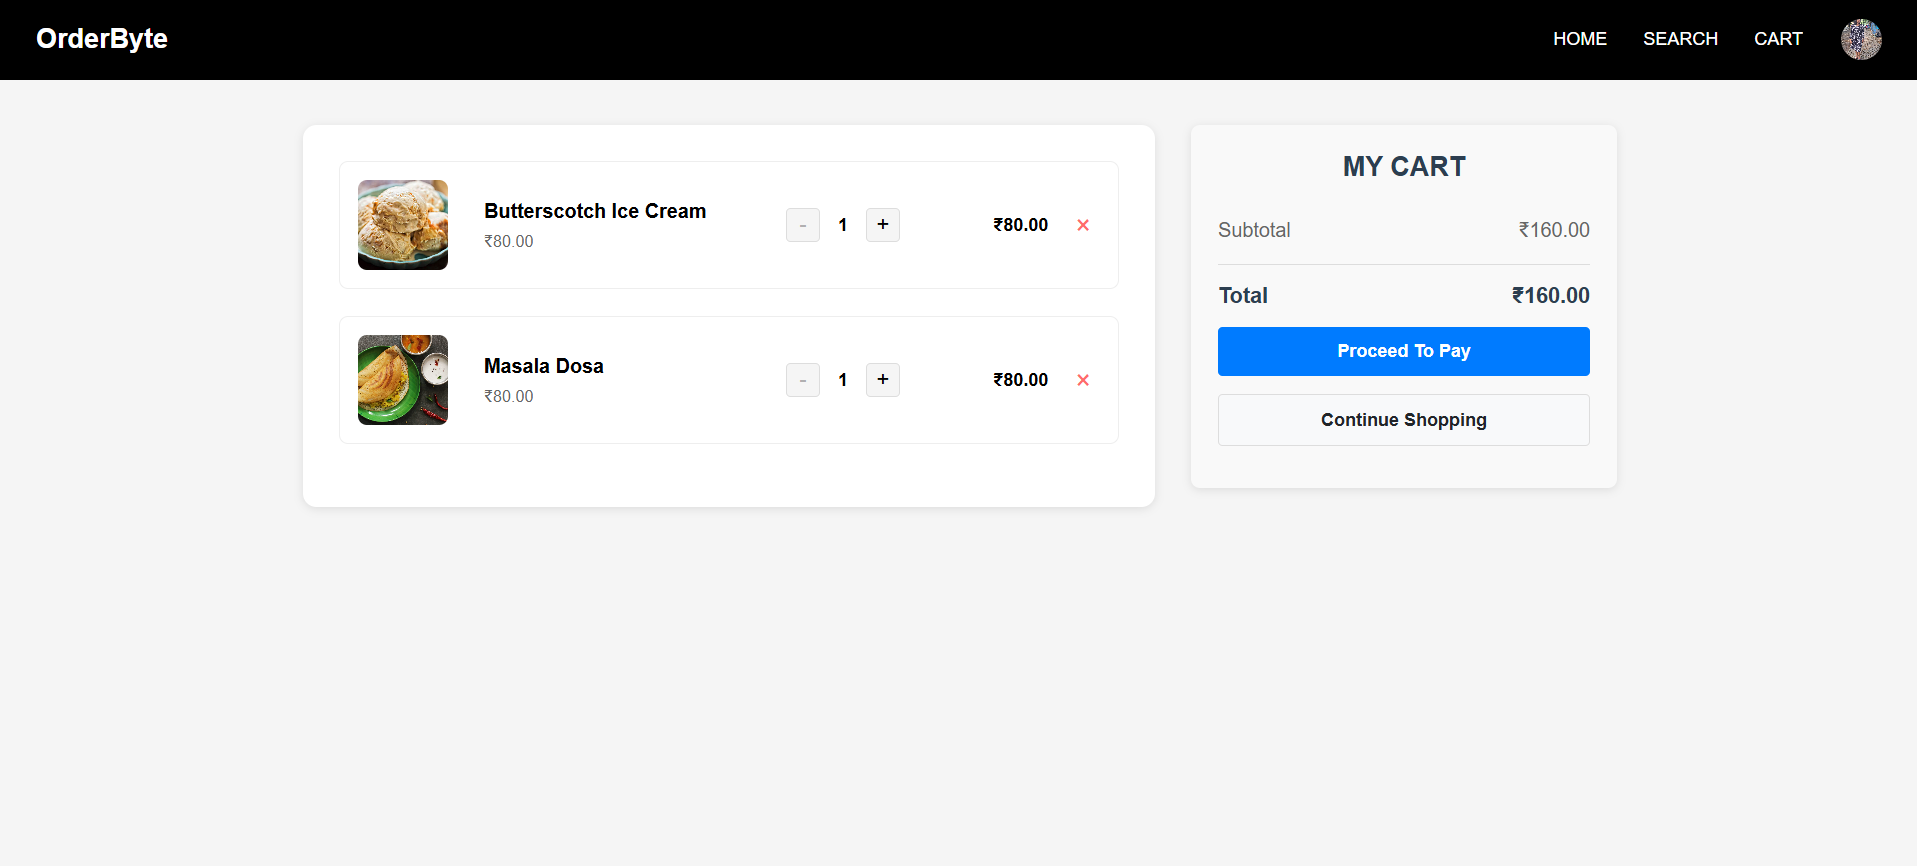 OrderByte
HOME SEARCH CART
Butterscotch Ice Cream
₹80.00
- 1 + ₹80.00 ×
Masala Dosa
₹80.00
- 1 + ₹80.00 ×
MY CART
Subtotal ₹160.00
Total ₹160.00
Proceed To Pay
Continue Shopping